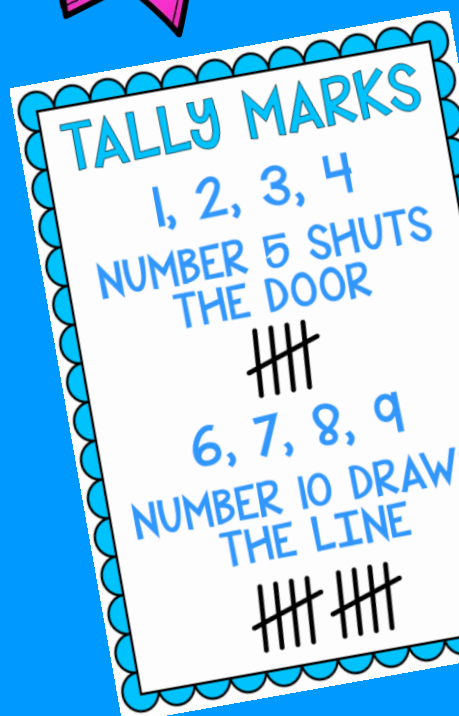 TALLY MARKS
1, 2, 3, 4
NUMBER 5 SHUTS
THE DOOR
6, 7, 8, 9
NUMBER 10 DRAW
THE LINE